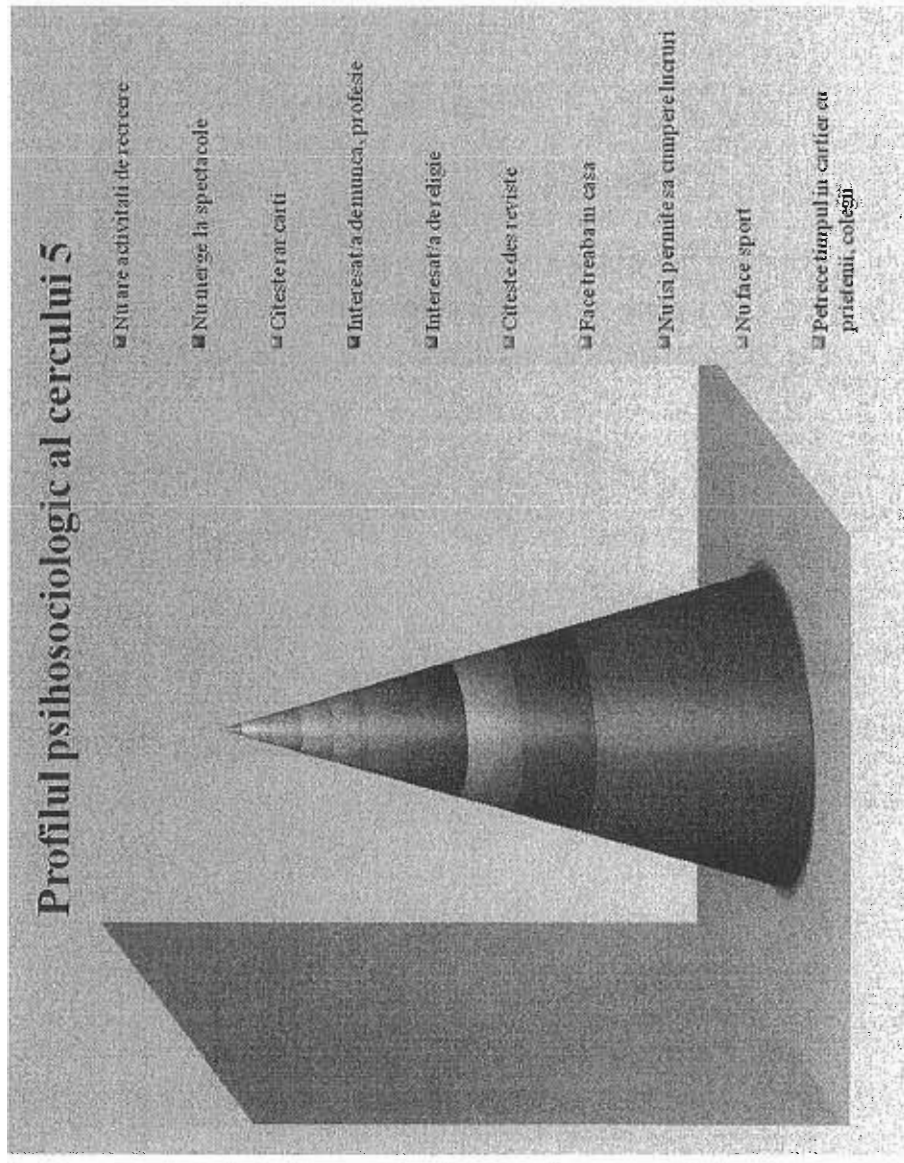 Profilul psihosociologic al cercului 5
Nu are activitati de recreere
Nu merge la spectacole
Citeste rar carti
Interesat/a de munca, profesie
Interesat/a de religie
Citeste des reviste
Face treaba in casa
Nu isi permite sa cumpere lucruri
Nu face sport
Petrece timpul in cartier cu
prietenii, colegii